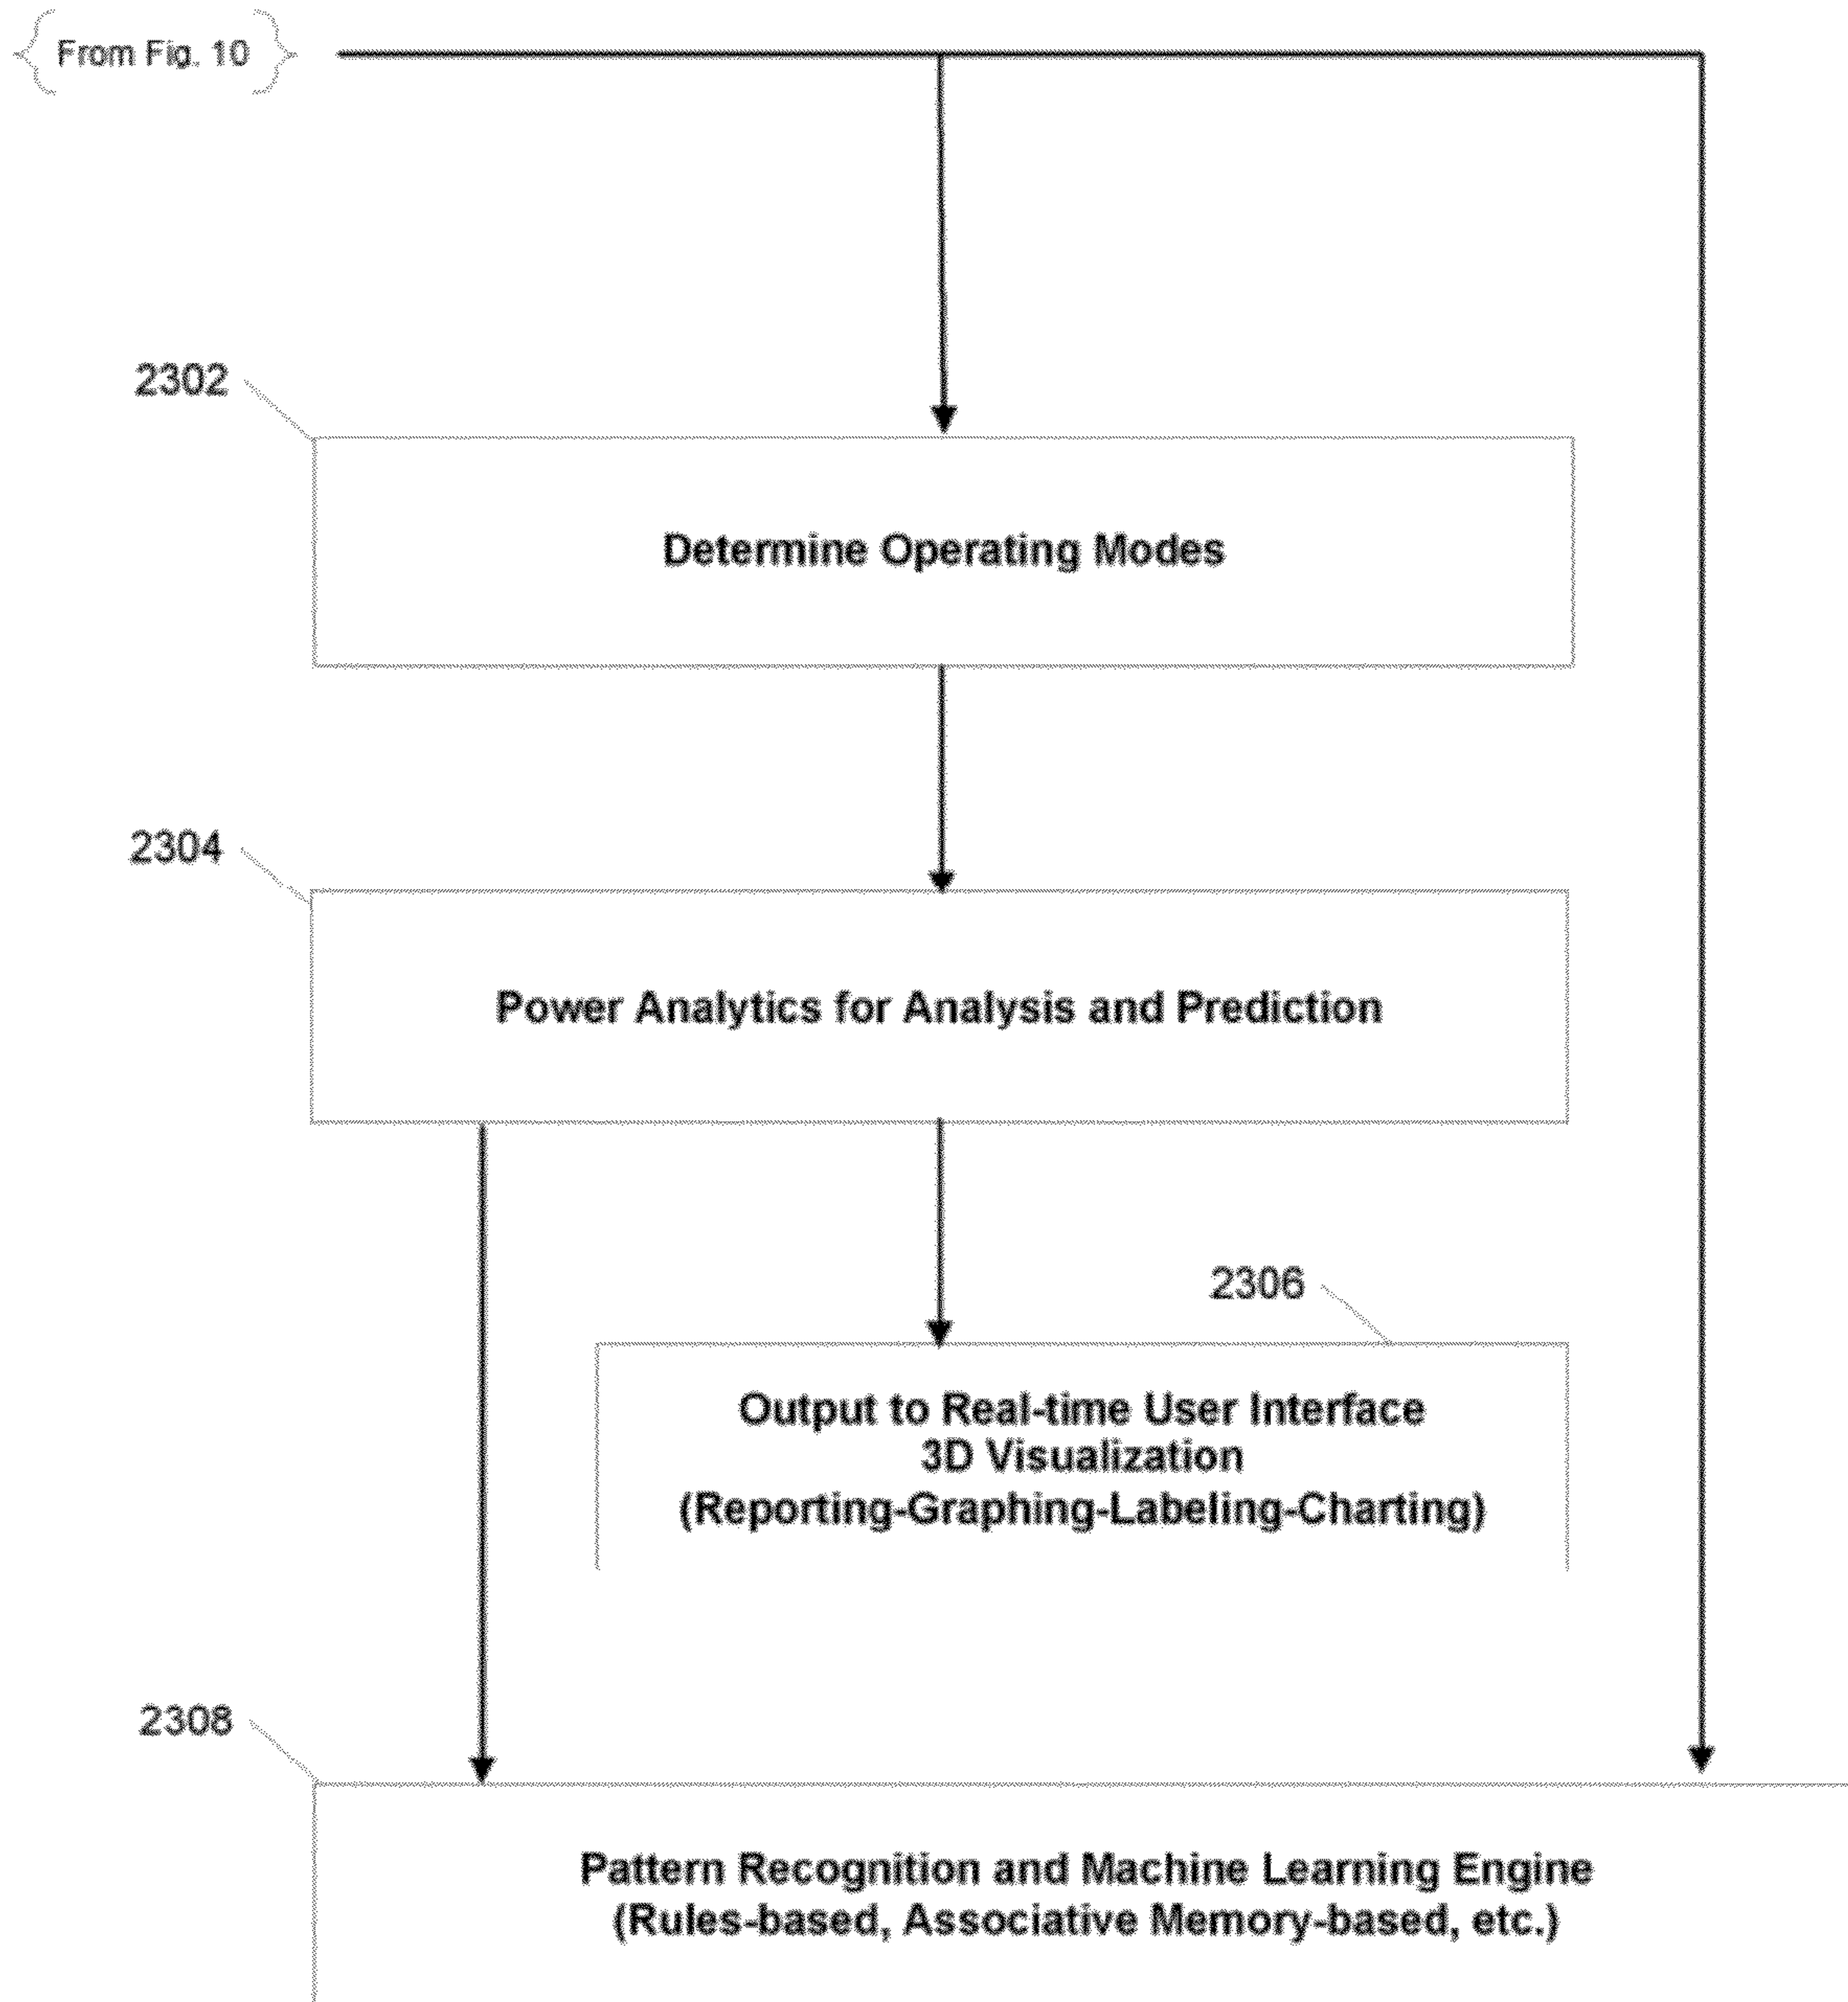 From Fig. 10
2302
Determine Operating Modes
2304
Power Analytics for Analysis and Prediction
2306
Output to Real-time User Interface
3D Visualization
(Reporting-Graphing-Labeling-Charting)
2308
Pattern Recognition and Machine Learning Engine
(Rules-based, Associative Memory-based, etc.)